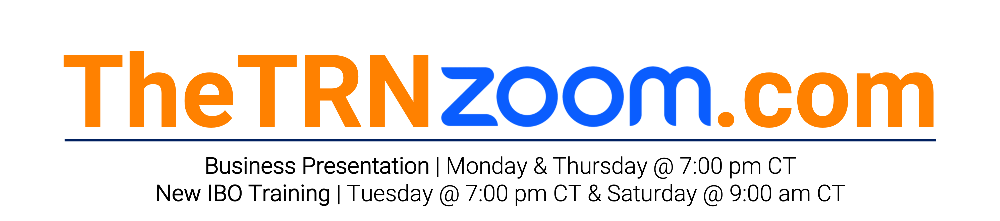 TheTRNzoom.com
Business Presentation | Monday & Thursday @ 7:00 pm CT
New IBO Training | Tuesday @ 7:00 pm CT & Saturday @ 9:00 am CT